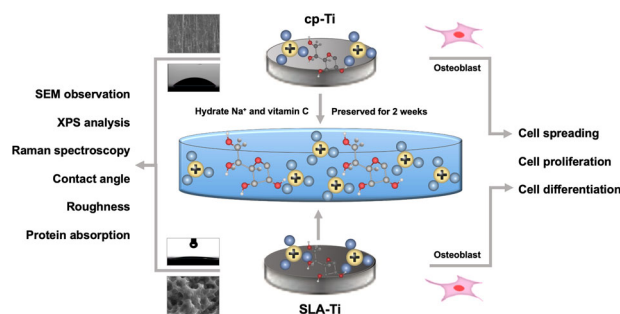 cp-Ti
Osteoblast
Hydrate Na⁺ and vitamin C
Preserved for 2 weeks
SEM observation
XPS analysis
Raman spectroscopy
Contact angle
Roughness
Protein absorption
Cell spreading
Cell proliferation
Cell differentiation
Osteoblast
SLA-Ti